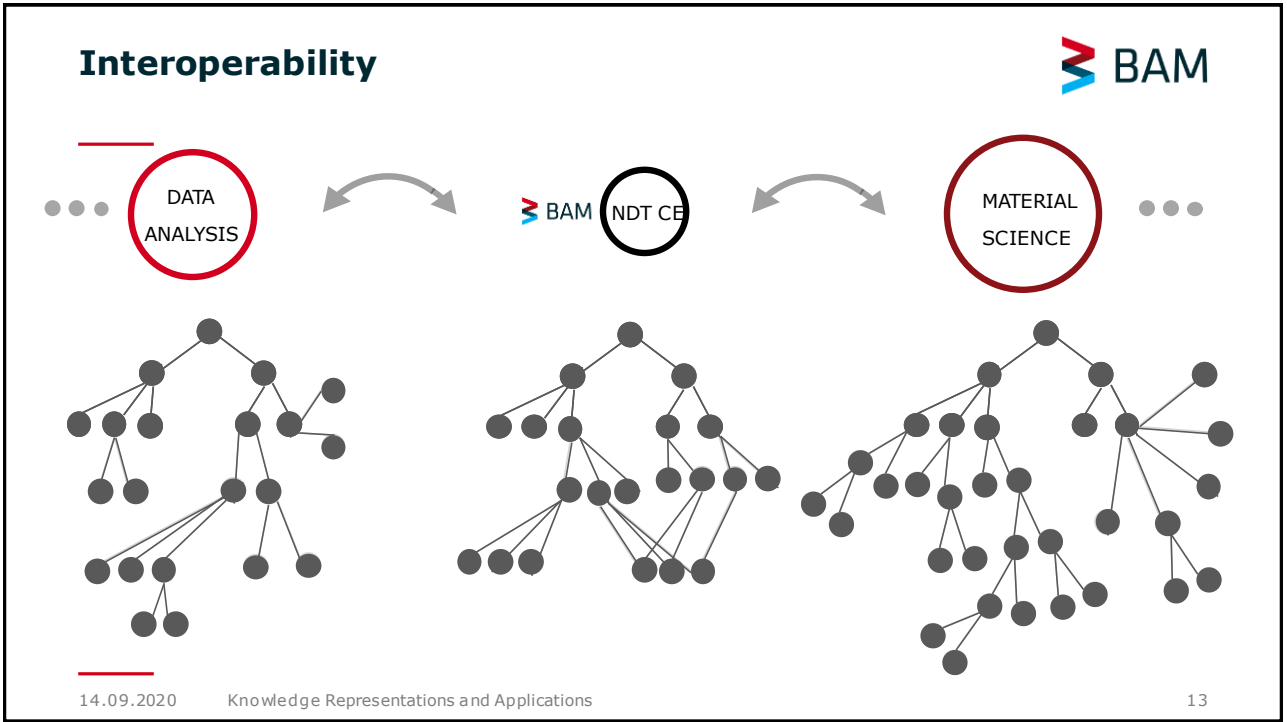 Interoperability
BAM
DATA
ANALYSIS
BAM
NDT CE
MATERIAL
SCIENCE
14.09.2020
Knowledge Representations and Applications
13